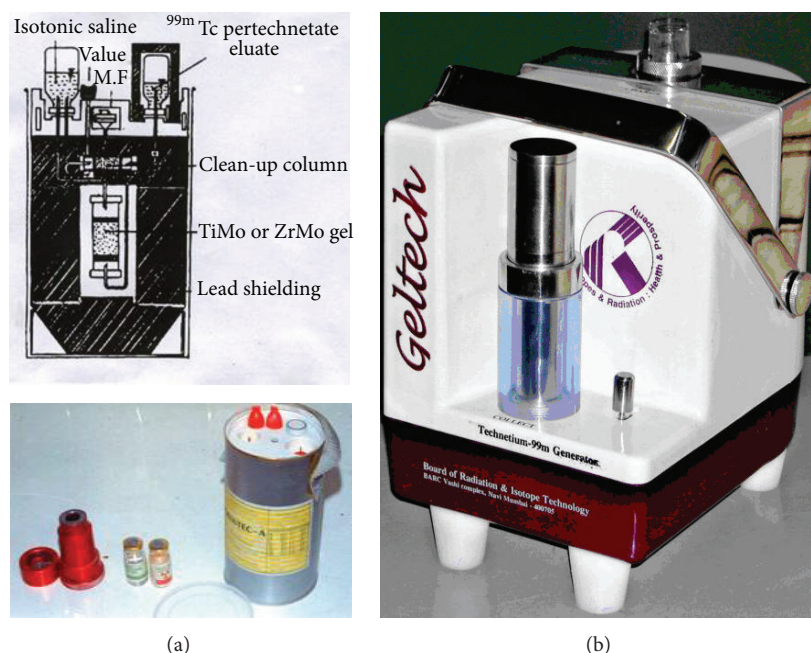 Isotonic saline
Value
M.F
99m Tc pertechnetate
eluate
Clean-up column
TiMo or ZrMo gel
Lead shielding
(a)
Geltech
pes & Radiation : Health & Prosperity
COLLECT
Technetium-99m Generator
Board of Radiation & Isotope Technology
BARC Vashi complex, Navi Mumbai - 400705
(b)